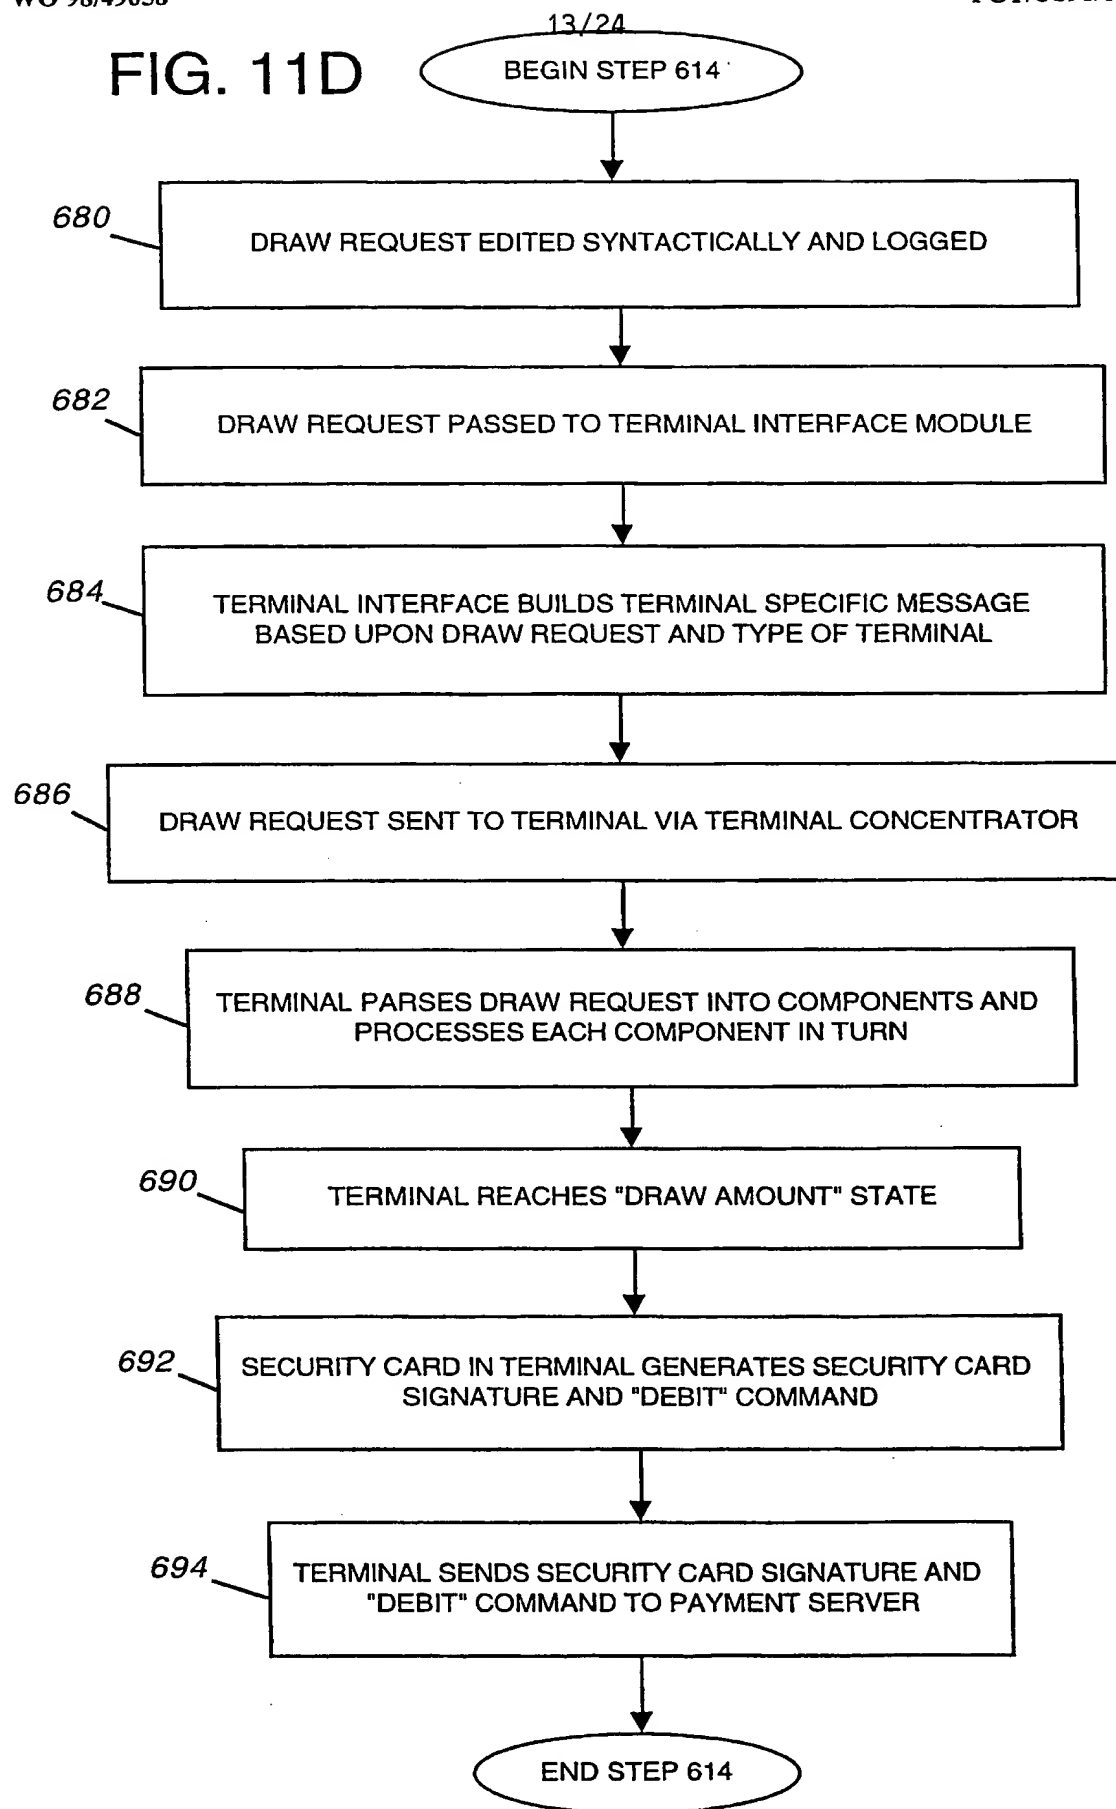 13/24
FIG. 11D
BEGIN STEP 614
680
DRAW REQUEST EDITED SYNTACTICALLY AND LOGGED
682
DRAW REQUEST PASSED TO TERMINAL INTERFACE MODULE
684
TERMINAL INTERFACE BUILDS TERMINAL SPECIFIC MESSAGE
BASED UPON DRAW REQUEST AND TYPE OF TERMINAL
686
DRAW REQUEST SENT TO TERMINAL VIA TERMINAL CONCENTRATOR
688
TERMINAL PARSES DRAW REQUEST INTO COMPONENTS AND
PROCESSES EACH COMPONENT IN TURN
690
TERMINAL REACHES "DRAW AMOUNT" STATE
692
SECURITY CARD IN TERMINAL GENERATES SECURITY CARD
SIGNATURE AND "DEBIT" COMMAND
694
TERMINAL SENDS SECURITY CARD SIGNATURE AND
"DEBIT" COMMAND TO PAYMENT SERVER
END STEP 614